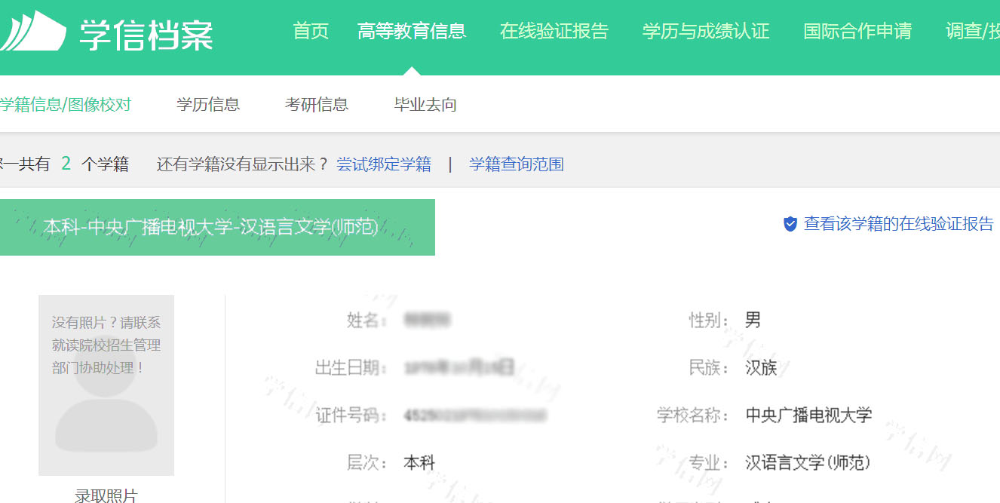 学信档案 首页 高等教育信息 在线验证报告 学历与成绩认证 国际合作申请 调查/投
学籍信息/图像校对 学历信息 考研信息 毕业去向
一共有 2 个学籍 还有学籍没有显示出来？尝试绑定学籍 | 学籍查询范围
本科-中央广播电视大学-汉语言文学(师范)
查看该学籍的在线验证报告
没有照片？请联系
就读院校招生管理
部门协助处理！
录取照片
姓名： 性别： 男
出生日期： 民族： 汉族
证件号码： 学校名称： 中央广播电视大学
层次： 本科 专业： 汉语言文学(师范)
学信网